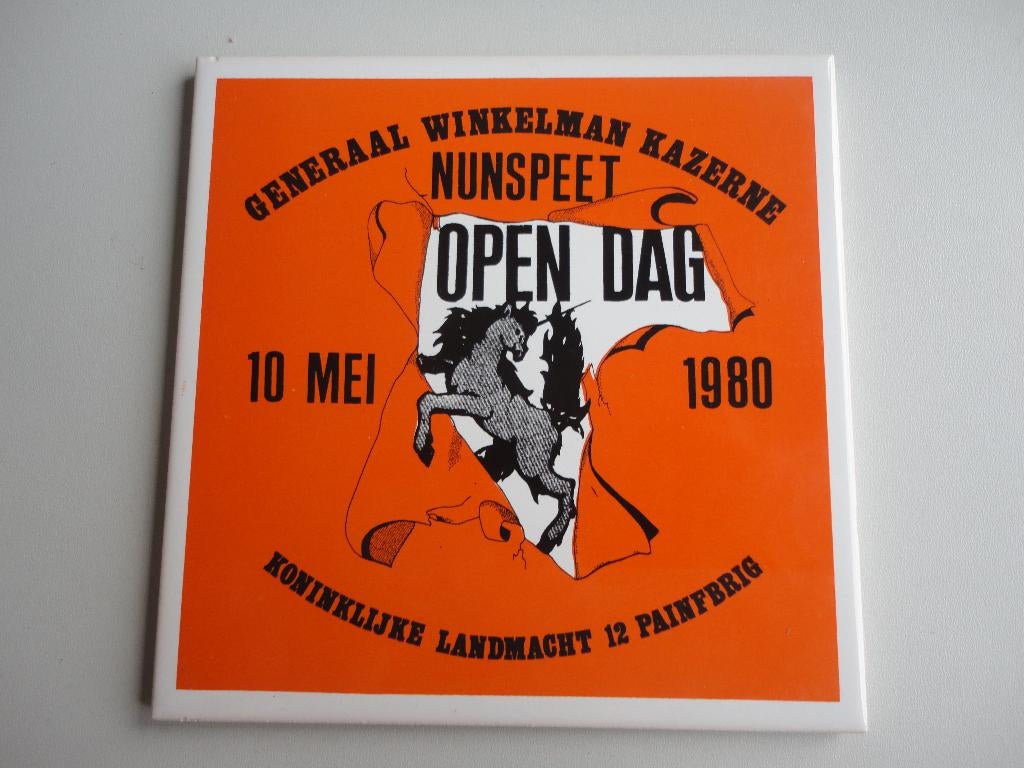 GENERAAL WINKELMAN KAZERNE
NUNSPEET
OPEN DAG
10 MEI 1980
KONINKLIJKE LANDMACHT 12 PAINFBRIG